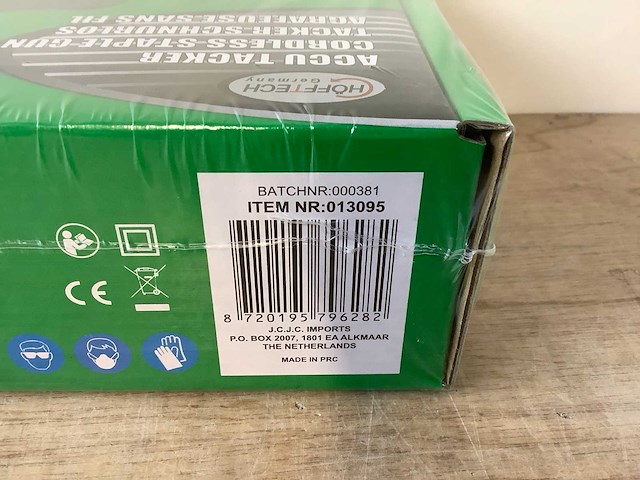 AGRAFEUSE SANS FIL
TACKER SCHNURLOS
CORDLESS STAPLE GUN
ACCU TACKER
HÖFFTECH
Germany
BATCHNR:000381
ITEM NR:013095
8 720195 796282
J.C.J.C. IMPORTS
P.O. BOX 2007, 1801 EA ALKMAAR
THE NETHERLANDS
MADE IN PRC
CE